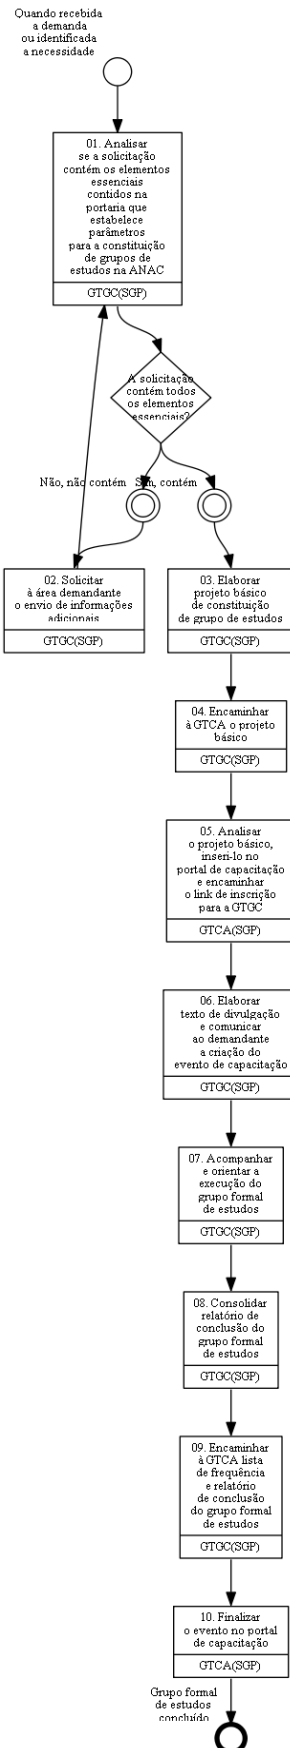 Quando recebida
a demanda
ou identificada
a necessidade
01. Analisar
se a solicitação
contém os elementos
essenciais
contidos na
portaria que
estabelece
parâmetros
para a constituição
de grupos de
estudos na ANAC
GTGC(SGP)
A solicitação
contém todos
os elementos
essenciais?
Não, não contém
Sim, contém
02. Solicitar
à área demandante
o envio de informações
adicionais
GTGC(SGP)
03. Elaborar
projeto básico
de constituição
de grupo de estudos
GTGC(SGP)
04. Encaminhar
à GTCA o projeto
básico
GTGC(SGP)
05. Analisar
o projeto básico,
inseri-lo no
portal de capacitação
e encaminhar
o link de inscrição
para a GTGC
GTCA(SGP)
06. Elaborar
texto de divulgação
e comunicar
ao demandante
a criação do
evento de capacitação
GTGC(SGP)
07. Acompanhar
e orientar a
execução do
grupo formal
de estudos
GTGC(SGP)
08. Consolidar
relatório de
conclusão do
grupo formal
de estudos
GTGC(SGP)
09. Encaminhar
à GTCA lista
de frequência
e relatório
de conclusão
do grupo formal
de estudos
GTGC(SGP)
10. Finalizar
o evento no portal
de capacitação
GTCA(SGP)
Grupo formal
de estudos
concluído